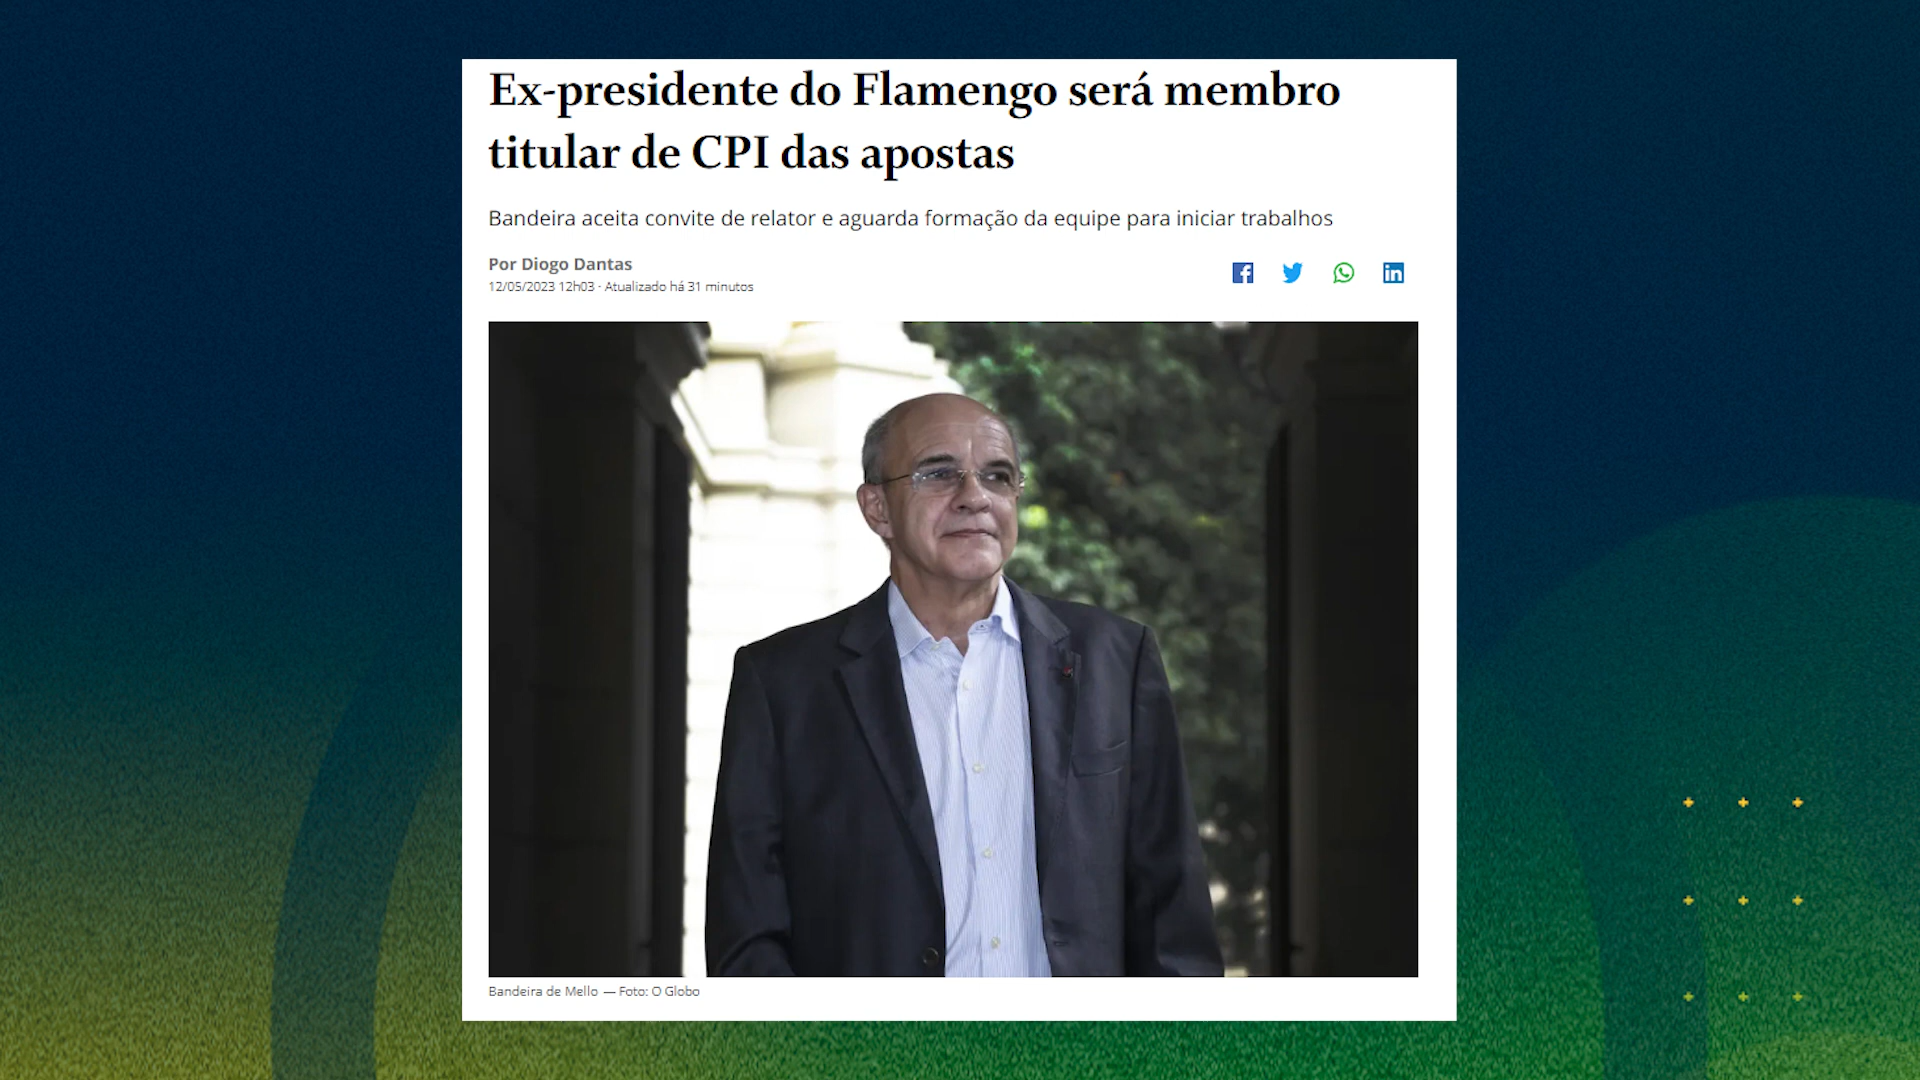 Ex-presidente do Flamengo será membro
titular de CPI das apostas
Bandeira aceita convite de relator e aguarda formação da equipe para iniciar trabalhos
Por Diogo Dantas
12/05/2023 12h03 · Atualizado há 31 minutos
Bandeira de Mello — Foto: O Globo